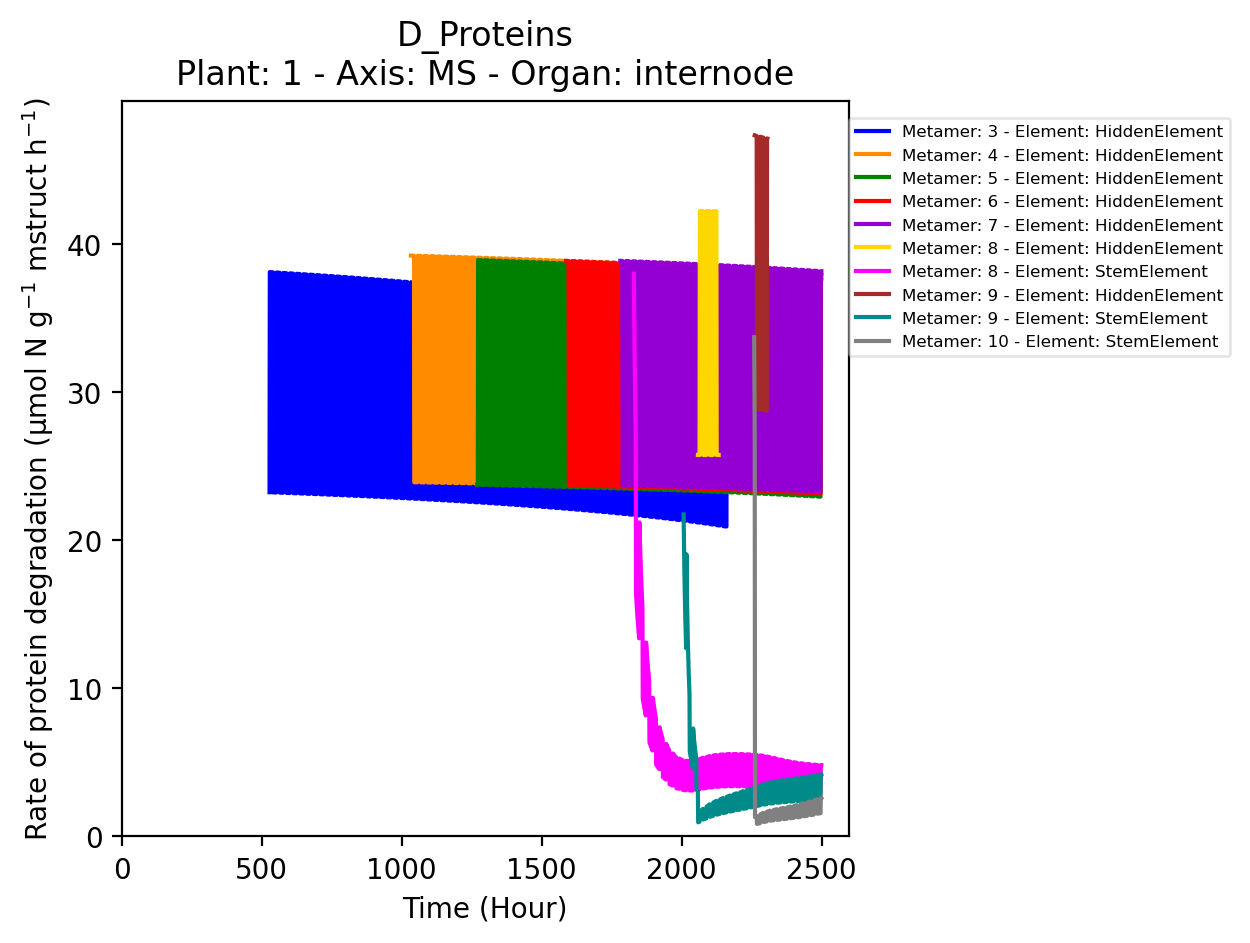 D_Proteins
Plant: 1 - Axis: MS - Organ: internode
Rate of protein degradation (µmol N g⁻¹ mstruct h⁻¹)
40
30
20
10
0
0 500 1000 1500 2000 2500
Time (Hour)
Metamer: 3 - Element: HiddenElement
Metamer: 4 - Element: HiddenElement
Metamer: 5 - Element: HiddenElement
Metamer: 6 - Element: HiddenElement
Metamer: 7 - Element: HiddenElement
Metamer: 8 - Element: HiddenElement
Metamer: 8 - Element: StemElement
Metamer: 9 - Element: HiddenElement
Metamer: 9 - Element: StemElement
Metamer: 10 - Element: StemElement